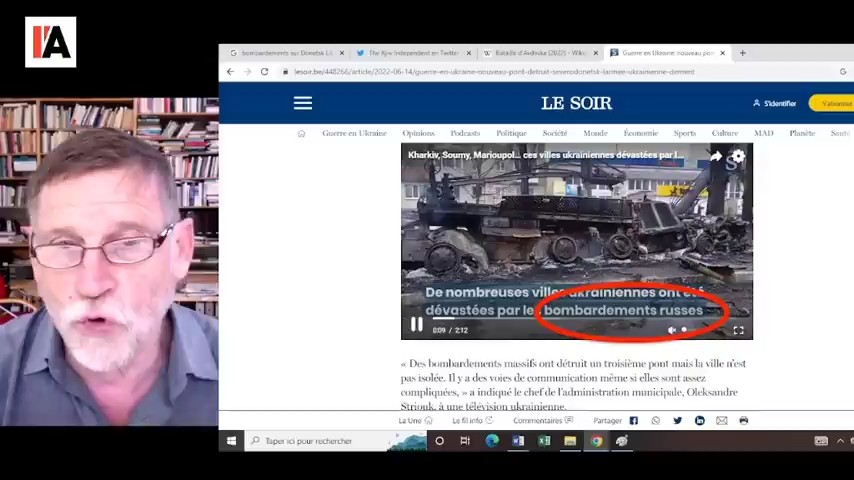 I'A
bombardements sur Donetsk Li
The Kyiv Independent on Twitter
Bataille d'Avdiivka (2022) - Wiki
Guerre en Ukraine: nouveau pon
lesoir.be/448266/article/2022-06-14/guerre-en-ukraine-nouveau-pont-detruit-severodonetsk-larmee-ukrainienne-dement
LE SOIR
S'identifier
S'abonner
Guerre en Ukraine Opinions Podcasts Politique Société Monde Économie Sports Culture MAD Planète Santé
Kharkiv, Soumy, Marioupol... ces villes ukrainiennes dévastées par l...
De nombreuses villes ukrainiennes ont été
dévastées par les bombardements russes
0:09 / 2:12
« Des bombardements massifs ont détruit un troisième pont mais la ville n'est
pas isolée. Il y a des voies de communication même si elles sont assez
compliquées, » a indiqué le chef de l'administration municipale, Oleksandre
Striouk, à une télévision ukrainienne.
La Une Le fil info Commentaires Partager
Taper ici pour rechercher